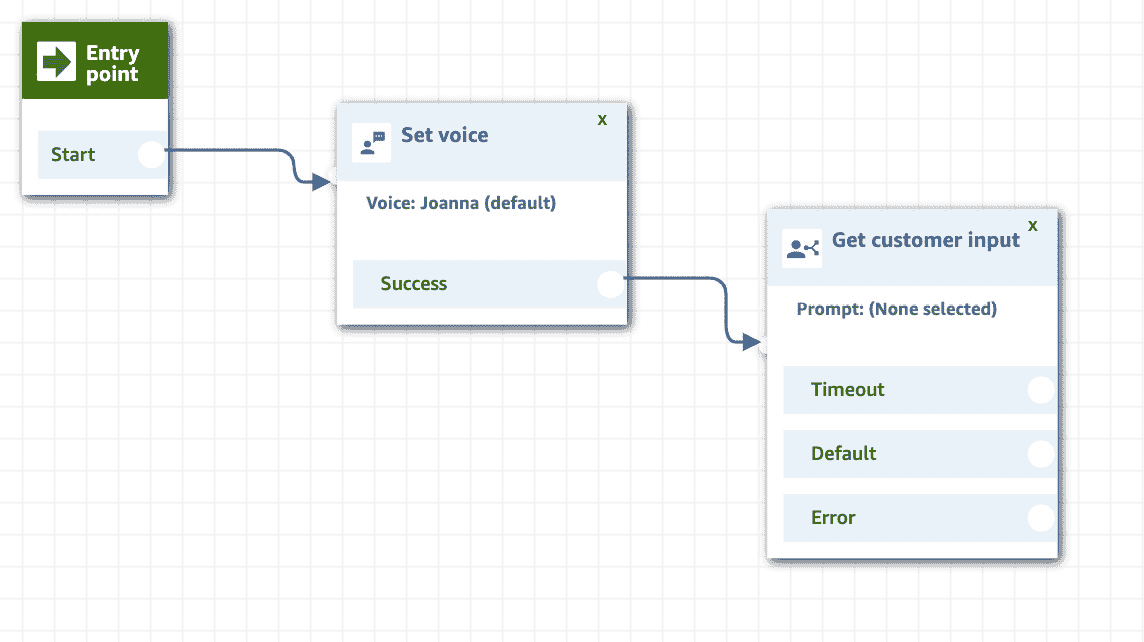 Entry
point
Start
Set voice
x
Voice: Joanna (default)
Success
Get customer input
x
Prompt: (None selected)
Timeout
Default
Error